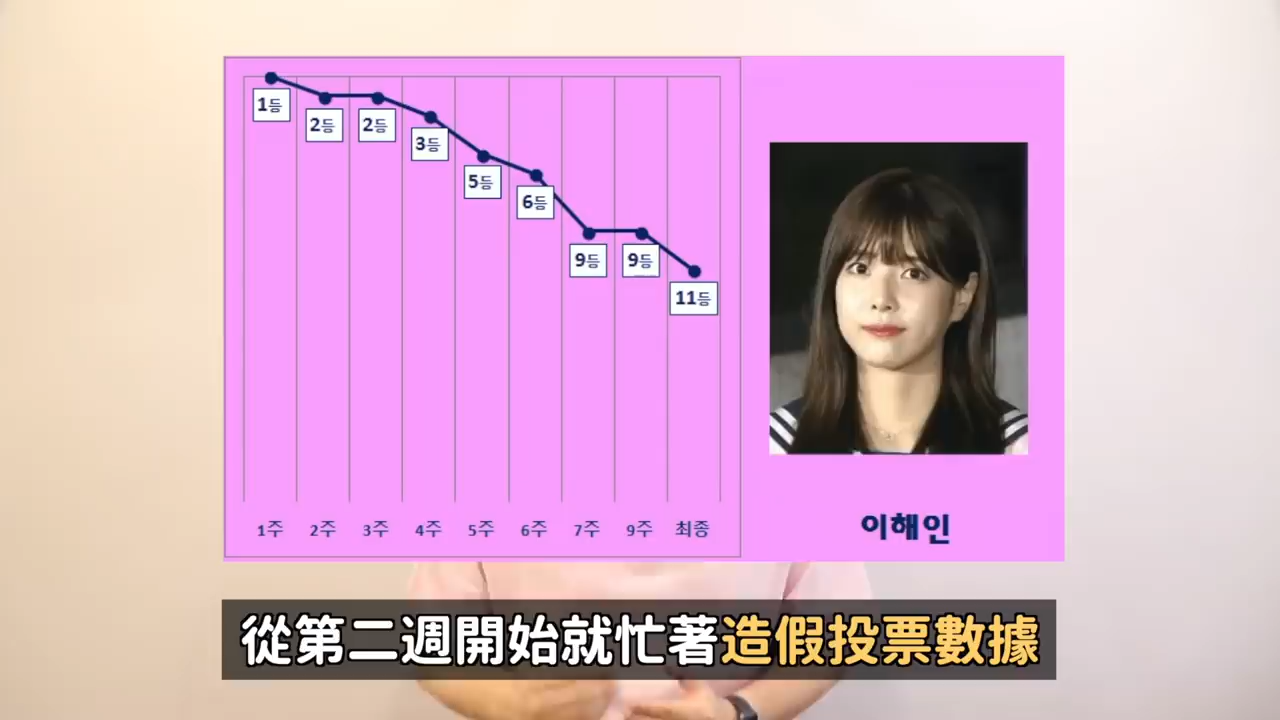 1등
2등
2등
3등
5등
6등
9등
9등
11등
1주 2주 3주 4주 5주 6주 7주 9주 최종
이해인
從第二週開始就忙著造假投票數據